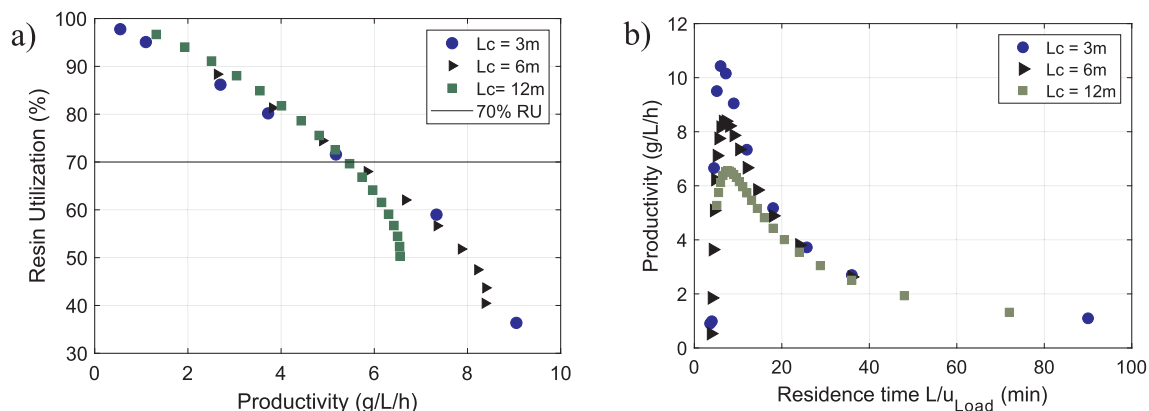 a)
100
90
80
70
60
50
40
30
Resin Utilization (%)
0 2 4 6 8 10
Productivity (g/L/h)
Lc = 3m
Lc = 6m
Lc= 12m
70% RU
b)
12
10
8
6
4
2
0
Productivity (g/L/h)
0 20 40 60 80 100
Residence time L/u_Load (min)
Lc = 3m
Lc = 6m
Lc = 12m